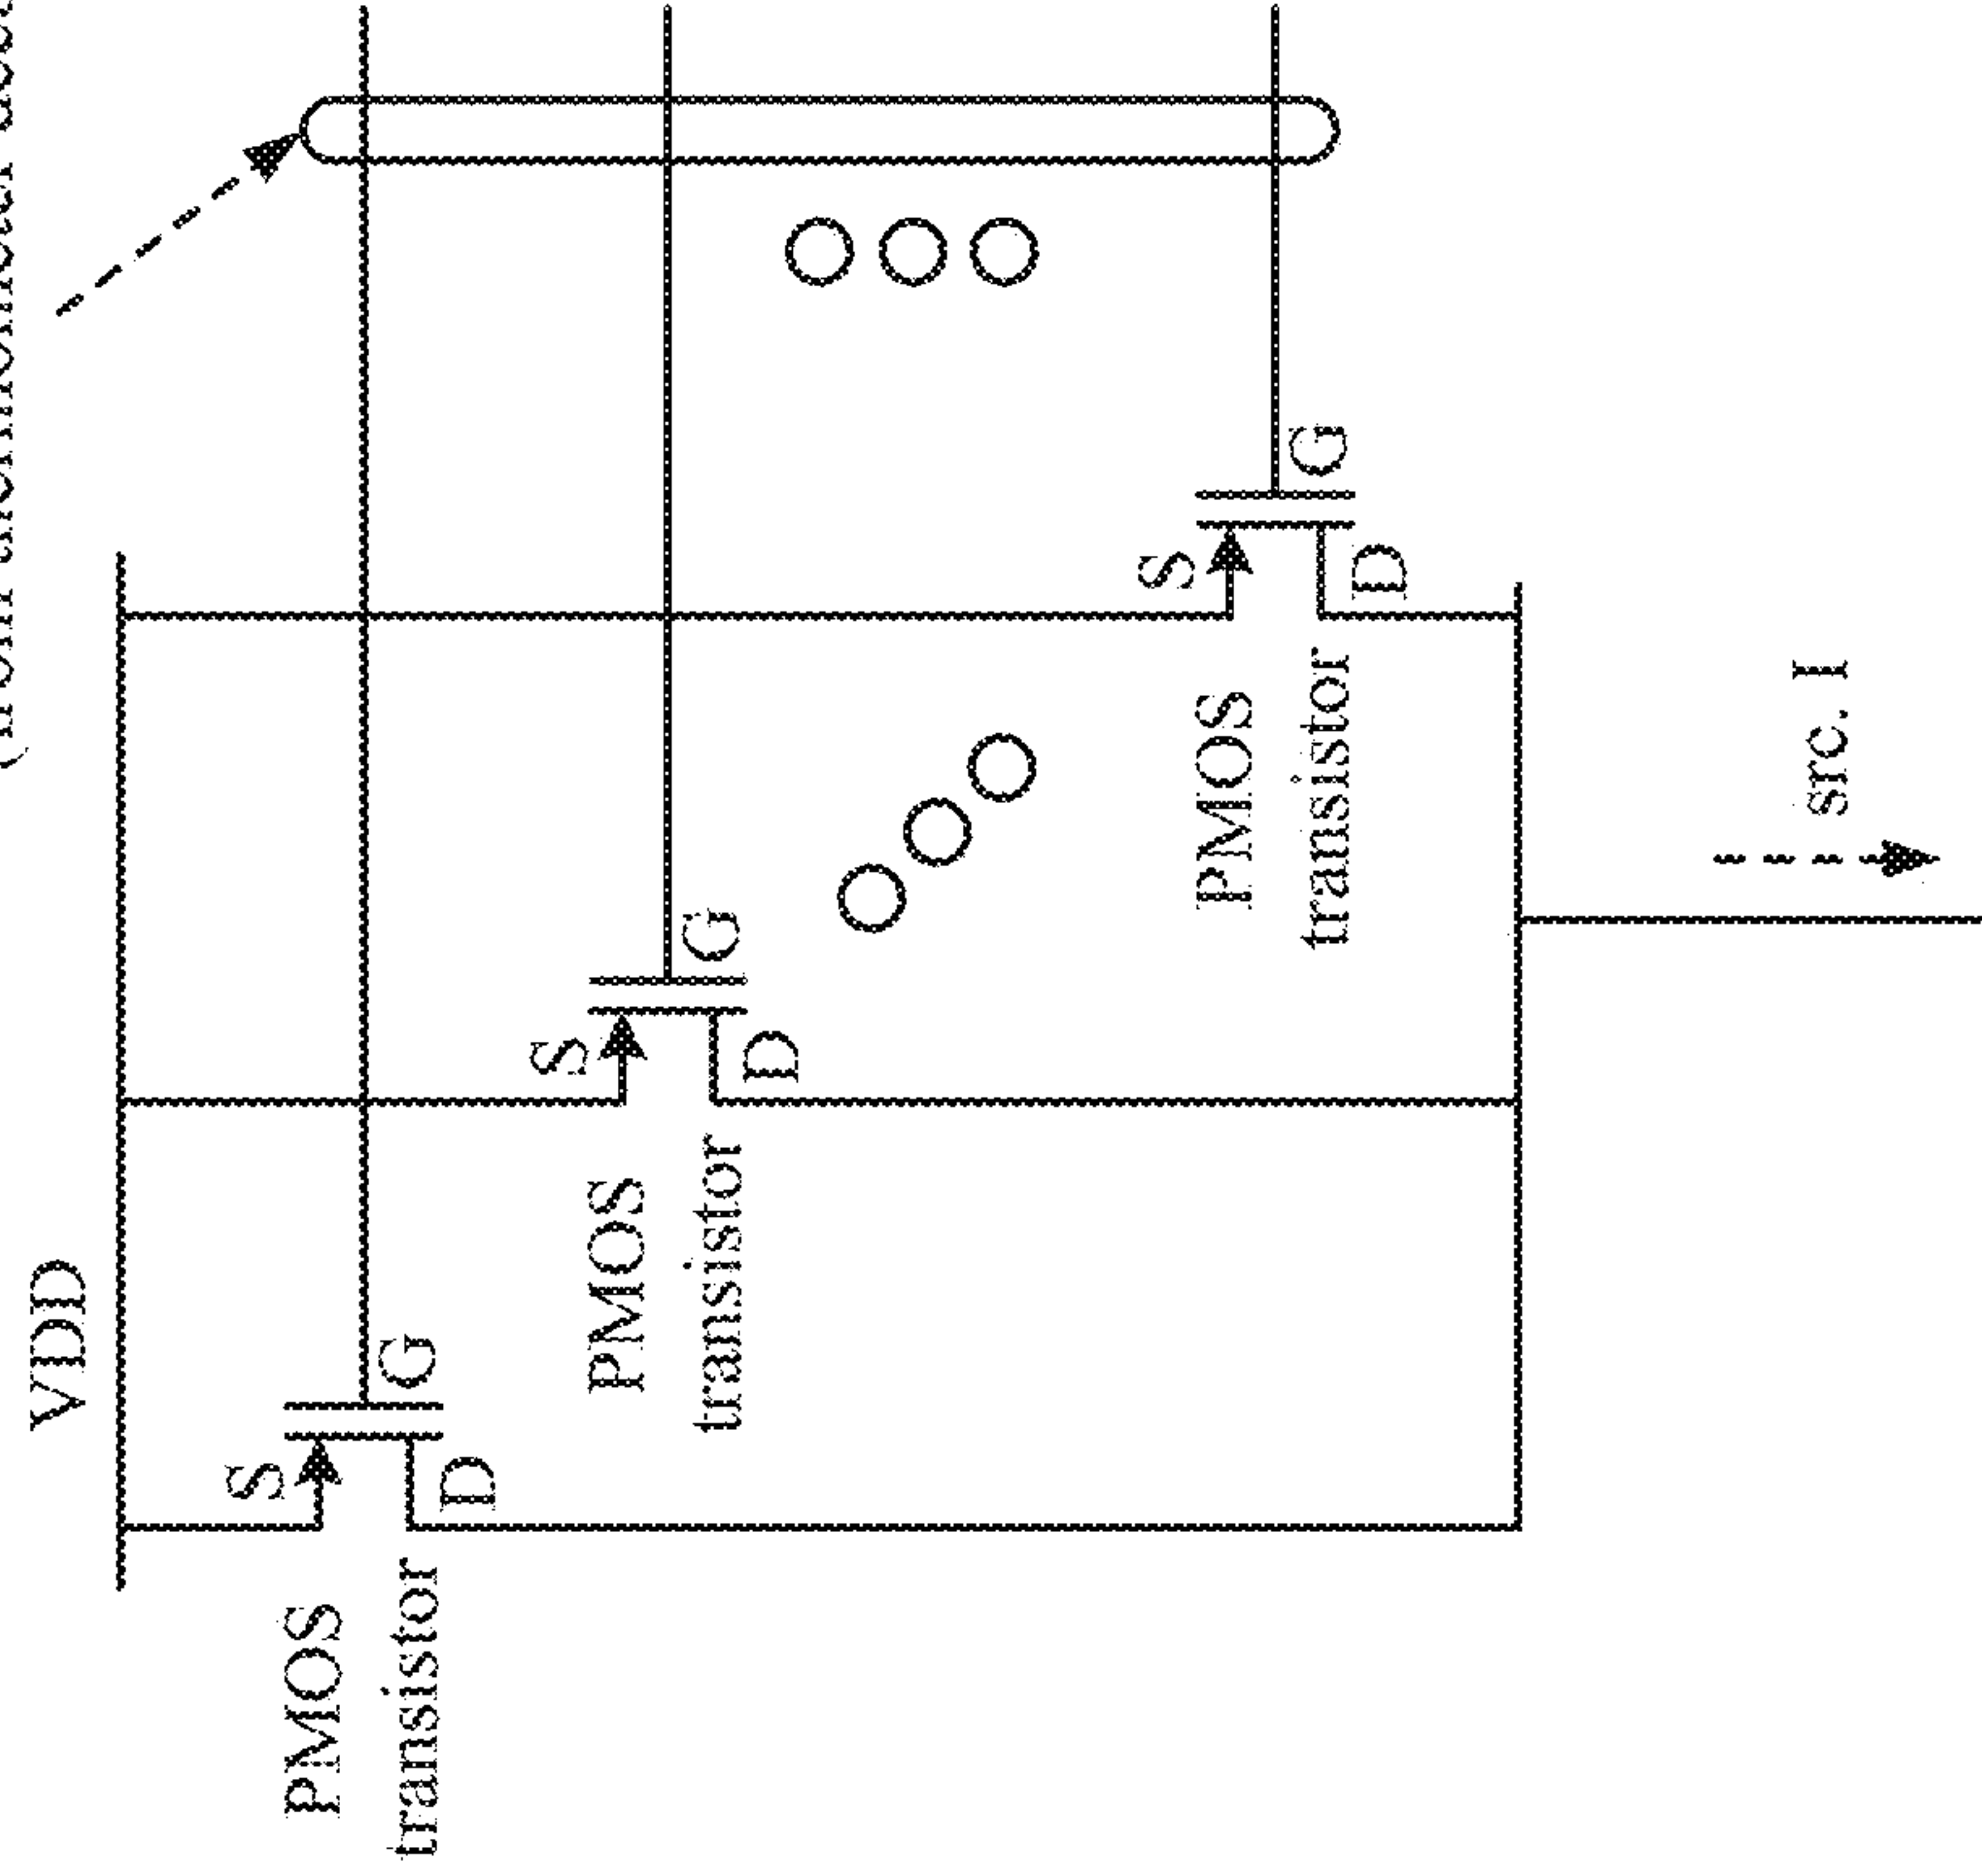 VDD
S
G
D
PMOS
transistor
S
G
D
PMOS
transistor
S
G
D
PMOS
transistor
src. I